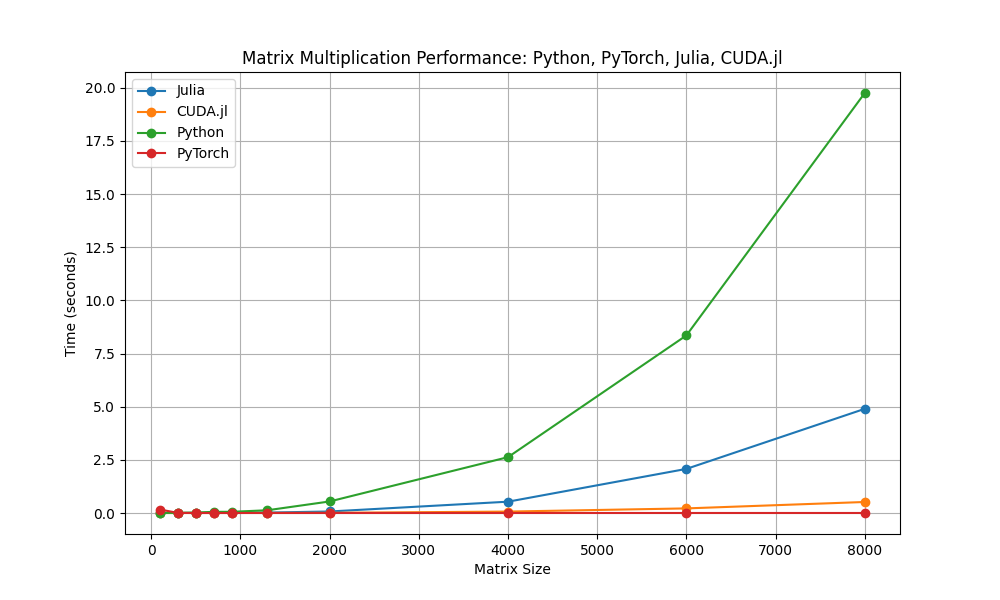 Matrix Multiplication Performance: Python, PyTorch, Julia, CUDA.jl
Julia
CUDA.jl
Python
PyTorch
Time (seconds)
20.0
17.5
15.0
12.5
10.0
7.5
5.0
2.5
0.0
0 1000 2000 3000 4000 5000 6000 7000 8000
Matrix Size